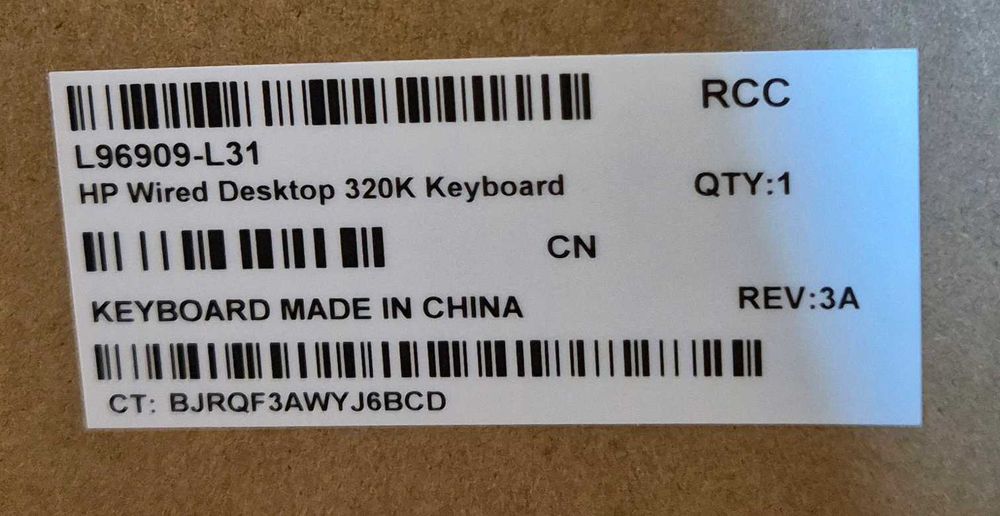 RCC
L96909-L31
HP Wired Desktop 320K Keyboard
QTY:1
CN
KEYBOARD MADE IN CHINA
REV:3A
CT: BJRQF3AWYJ6BCD